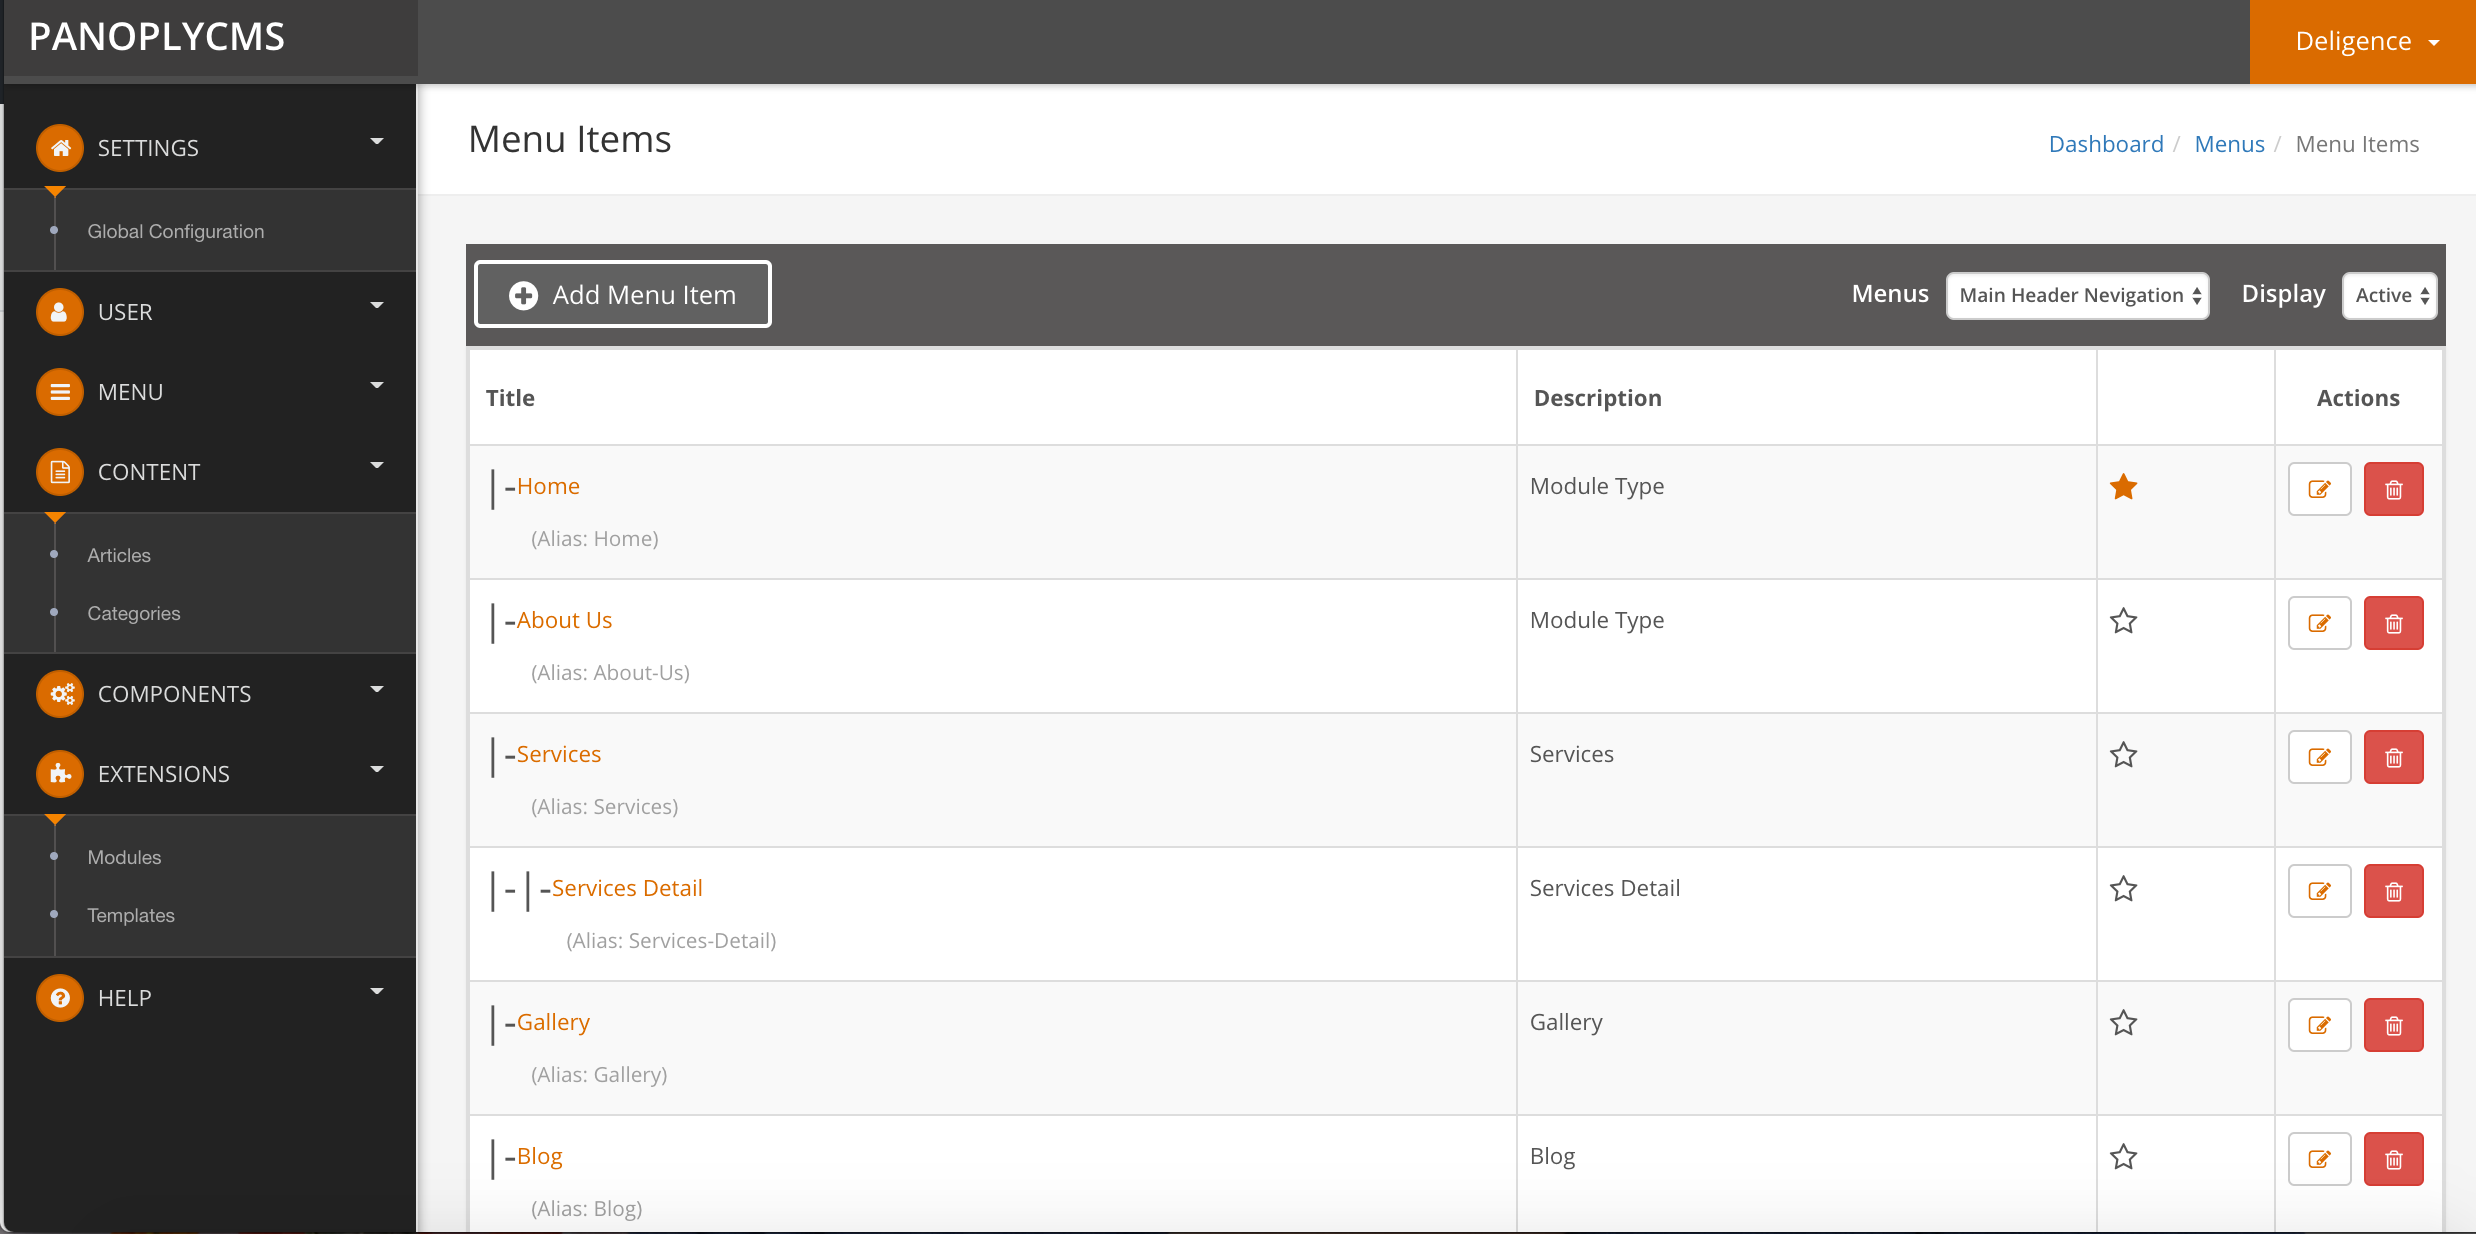 PANOPLYCMS
Deligence
SETTINGS
Global Configuration
USER
MENU
CONTENT
Articles
Categories
COMPONENTS
EXTENSIONS
Modules
Templates
HELP
Menu Items
Dashboard / Menus / Menu Items
Add Menu Item
Menus Main Header Nevigation Display Active
Title Description Actions
|–Home Module Type
(Alias: Home)
|–About Us Module Type
(Alias: About-Us)
|–Services Services
(Alias: Services)
|–|–Services Detail Services Detail
(Alias: Services-Detail)
|–Gallery Gallery
(Alias: Gallery)
|–Blog Blog
(Alias: Blog)